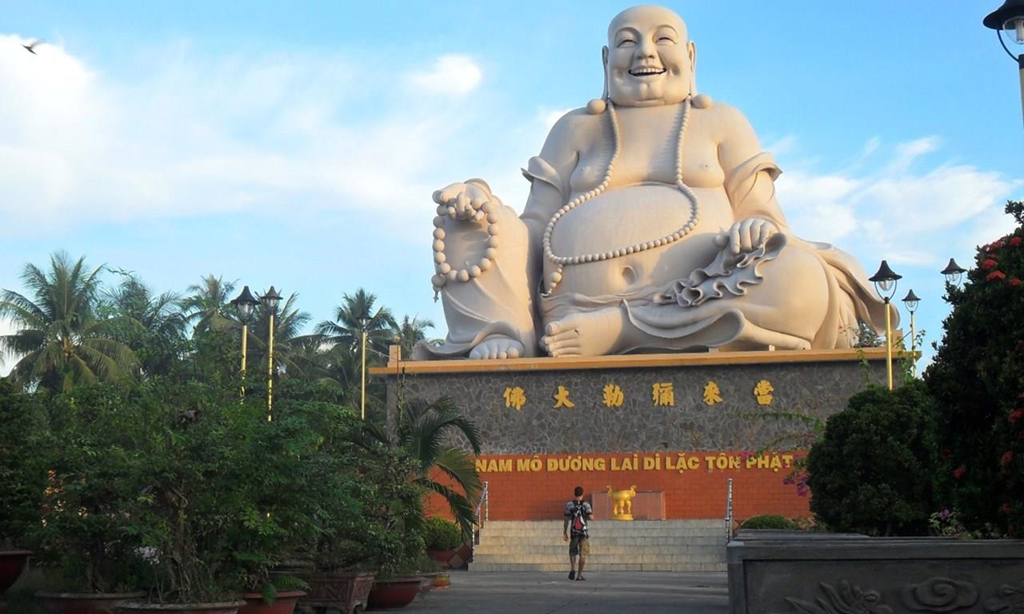 佛大勒彌來當
NAM MÔ ĐƯƠNG LAI DI LẶC TÔN PHẬT